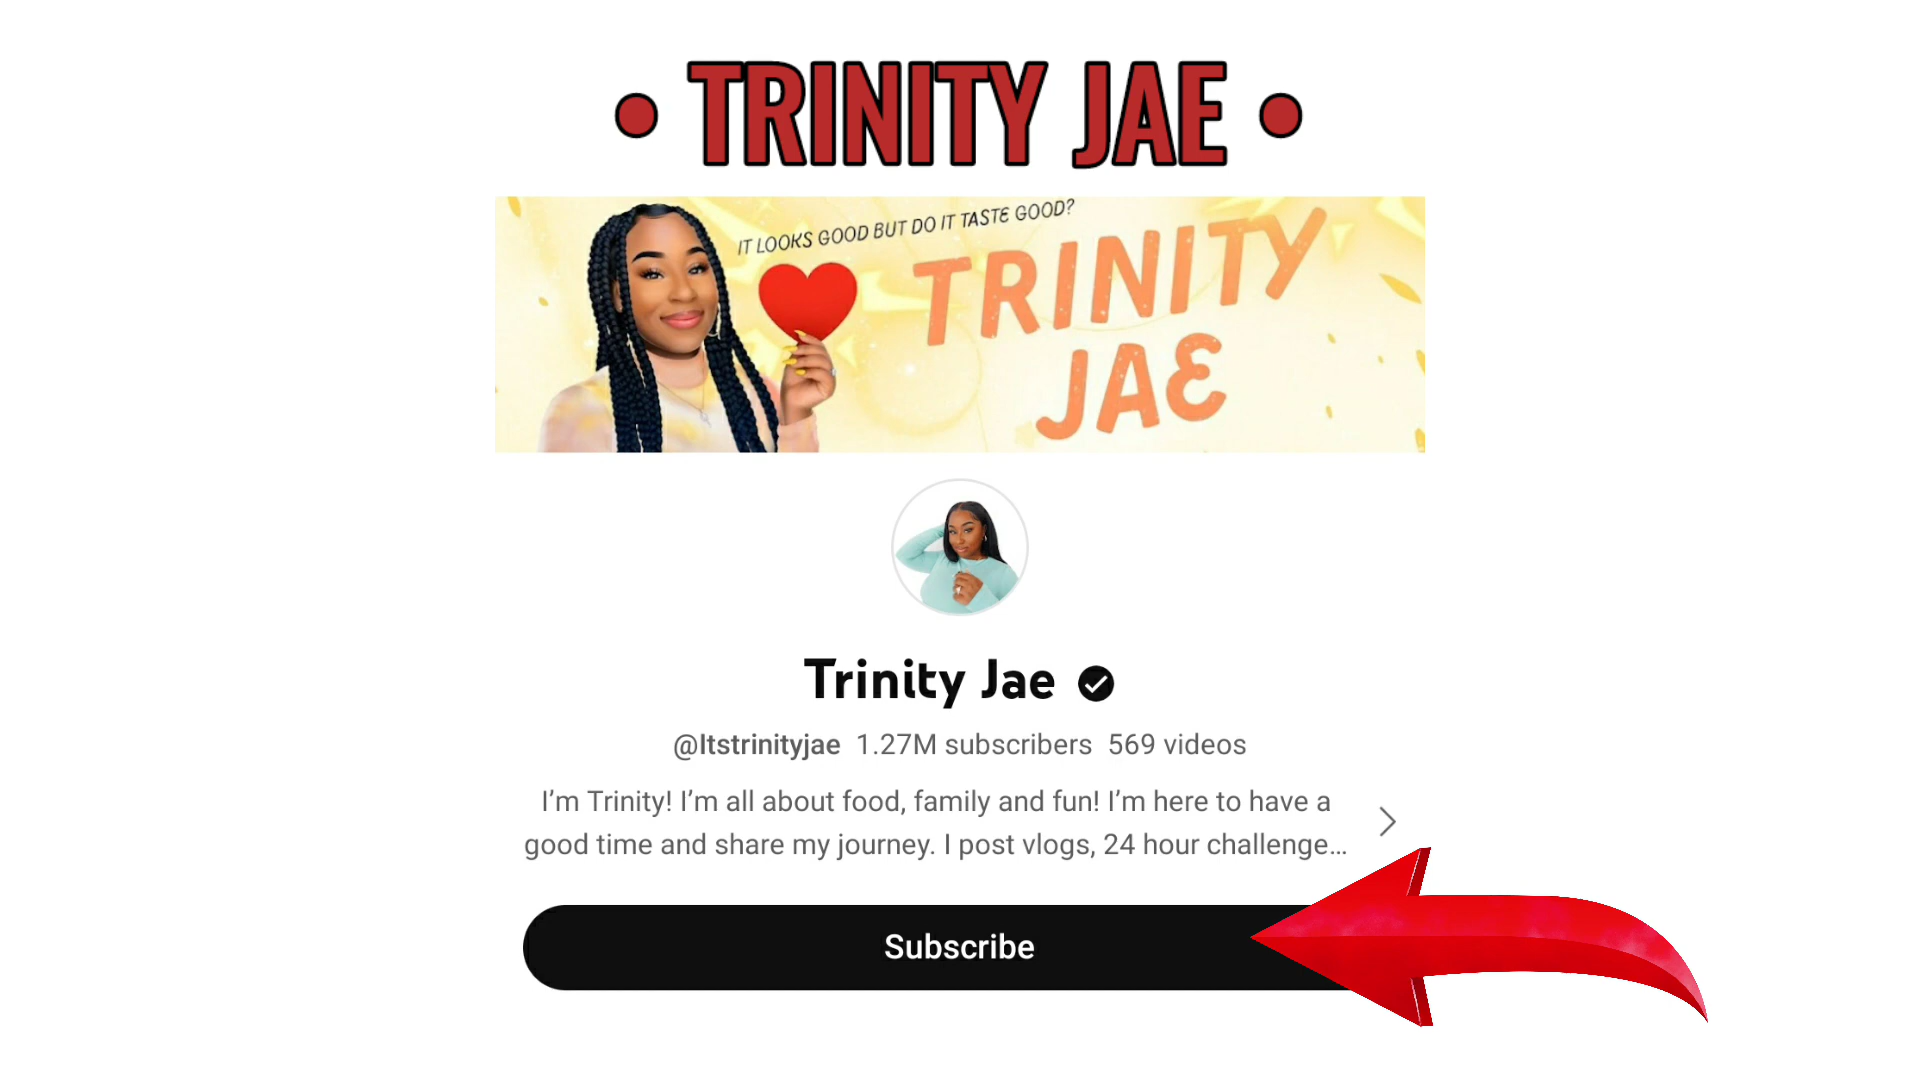 • TRINITY JAE •
IT LOOKS GOOD BUT DO IT TASTE GOOD?
TRINITY
JAE
Trinity Jae
@Itstrinityjae 1.27M subscribers 569 videos
I’m Trinity! I’m all about food, family and fun! I’m here to have a
good time and share my journey. I post vlogs, 24 hour challenge...
Subscribe